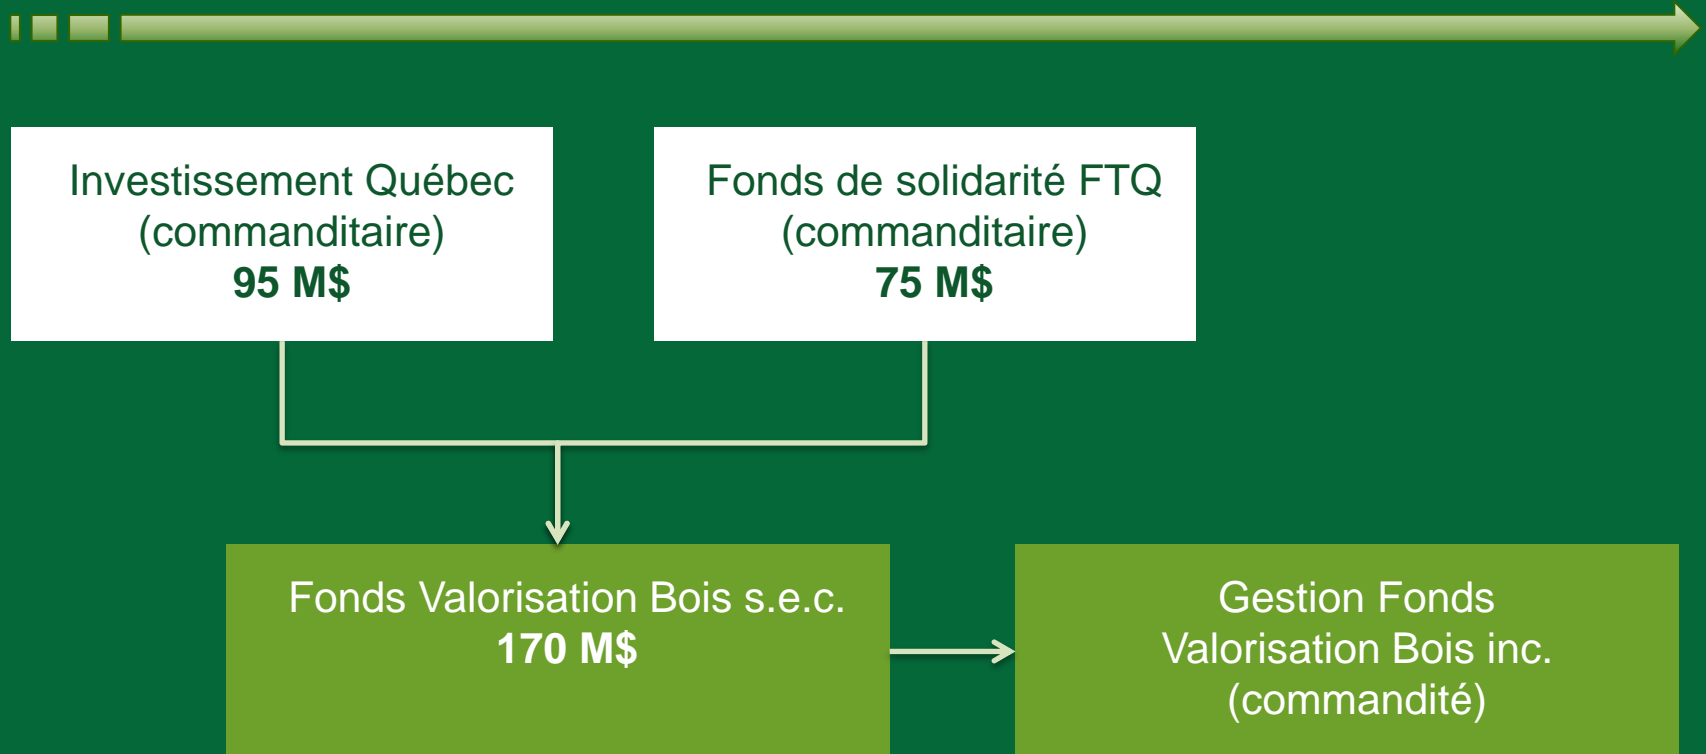 Investissement Québec
(commanditaire)
95 M$
Fonds de solidarité FTQ
(commanditaire)
75 M$
Fonds Valorisation Bois s.e.c.
170 M$
Gestion Fonds
Valorisation Bois inc.
(commandité)